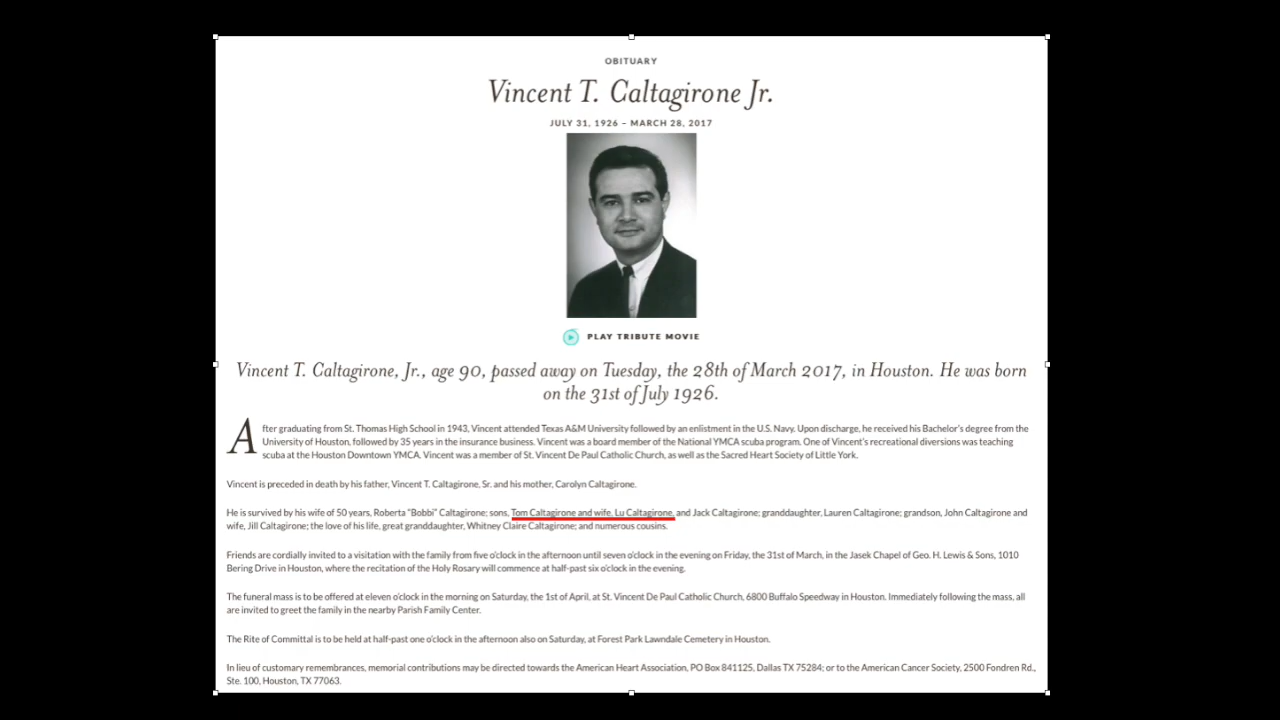 OBITUARY
Vincent T. Caltagirone Jr.
JULY 31, 1926 – MARCH 28, 2017
PLAY TRIBUTE MOVIE
Vincent T. Caltagirone, Jr., age 90, passed away on Tuesday, the 28th of March 2017, in Houston. He was born
on the 31st of July 1926.
After graduating from St. Thomas High School in 1943, Vincent attended Texas A&M University followed by an enlistment in the U.S. Navy. Upon discharge, he received his Bachelor's degree from the
University of Houston, followed by 35 years in the insurance business. Vincent was a board member of the National YMCA scuba program. One of Vincent's recreational diversions was teaching
scuba at the Houston Downtown YMCA. Vincent was a member of St. Vincent De Paul Catholic Church, as well as the Sacred Heart Society of Little York.
Vincent is preceded in death by his father, Vincent T. Caltagirone, Sr. and his mother, Carolyn Caltagirone.
He is survived by his wife of 50 years, Roberta "Bobbi" Caltagirone; sons, Tom Caltagirone and wife, Lu Caltagirone, and Jack Caltagirone; granddaughter, Lauren Caltagirone; grandson, John Caltagirone and
wife, Jill Caltagirone; the love of his life, great granddaughter, Whitney Claire Caltagirone; and numerous cousins.
Friends are cordially invited to a visitation with the family from five o'clock in the afternoon until seven o'clock in the evening on Friday, the 31st of March, in the Jasek Chapel of Geo. H. Lewis & Sons, 1010
Bering Drive in Houston, where the recitation of the Holy Rosary will commence at half-past six o'clock in the evening.
The funeral mass is to be offered at eleven o'clock in the morning on Saturday, the 1st of April, at St. Vincent De Paul Catholic Church, 6800 Buffalo Speedway in Houston. Immediately following the mass, all
are invited to greet the family in the nearby Parish Family Center.
The Rite of Committal is to be held at half-past one o'clock in the afternoon also on Saturday, at Forest Park Lawndale Cemetery in Houston.
In lieu of customary remembrances, memorial contributions may be directed towards the American Heart Association, PO Box 841125, Dallas TX 75284; or to the American Cancer Society, 2500 Fondren Rd.,
Ste. 100, Houston, TX 77063.